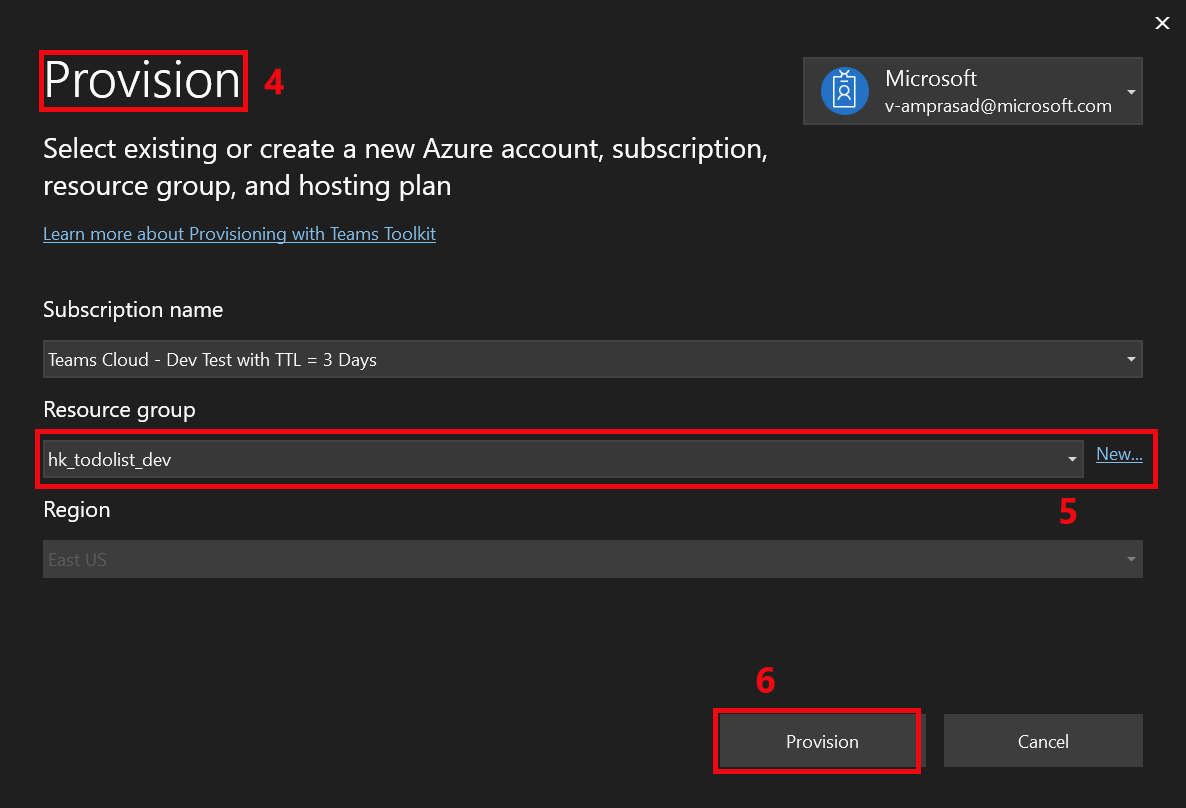 Provision 4
Microsoft
v-amprasad@microsoft.com
Select existing or create a new Azure account, subscription,
resource group, and hosting plan
Learn more about Provisioning with Teams Toolkit
Subscription name
Teams Cloud - Dev Test with TTL = 3 Days
Resource group
hk_todolist_dev New...
5
Region
East US
6
Provision Cancel